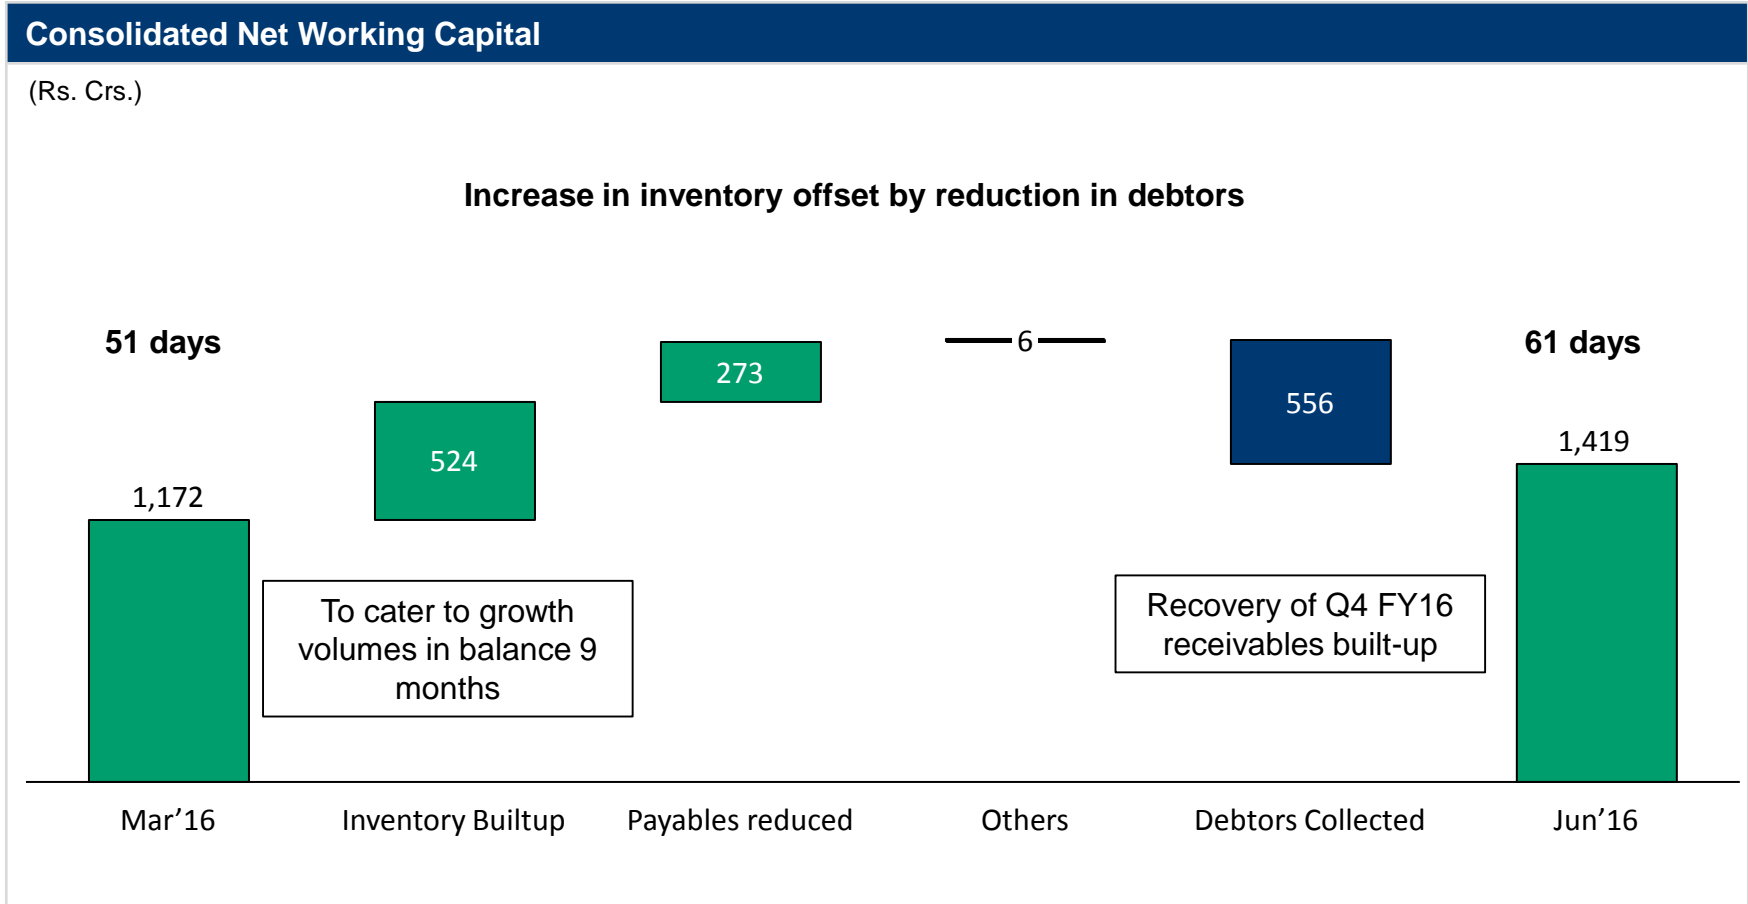 Consolidated Net Working Capital
(Rs. Crs.)
Increase in inventory offset by reduction in debtors
51 days
61 days
1,172
524
273
6
556
1,419
To cater to growth
volumes in balance 9
months
Recovery of Q4 FY16
receivables built-up
Mar’16
Inventory Builtup
Payables reduced
Others
Debtors Collected
Jun’16